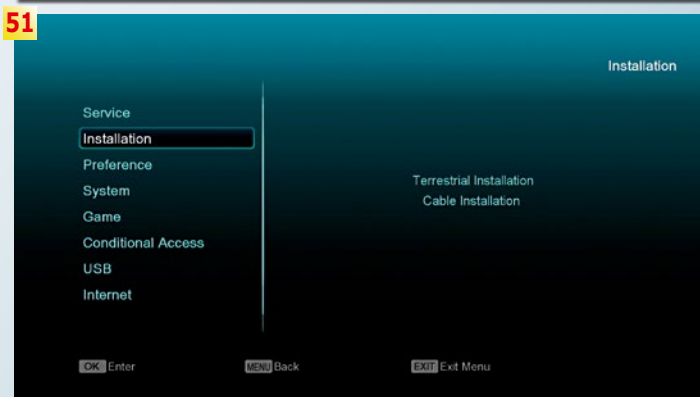 51
Installation
Service
Installation
Preference
System
Game
Conditional Access
USB
Internet
Terrestrial Installation
Cable Installation
OK Enter
MENU Back
EXIT Exit Menu